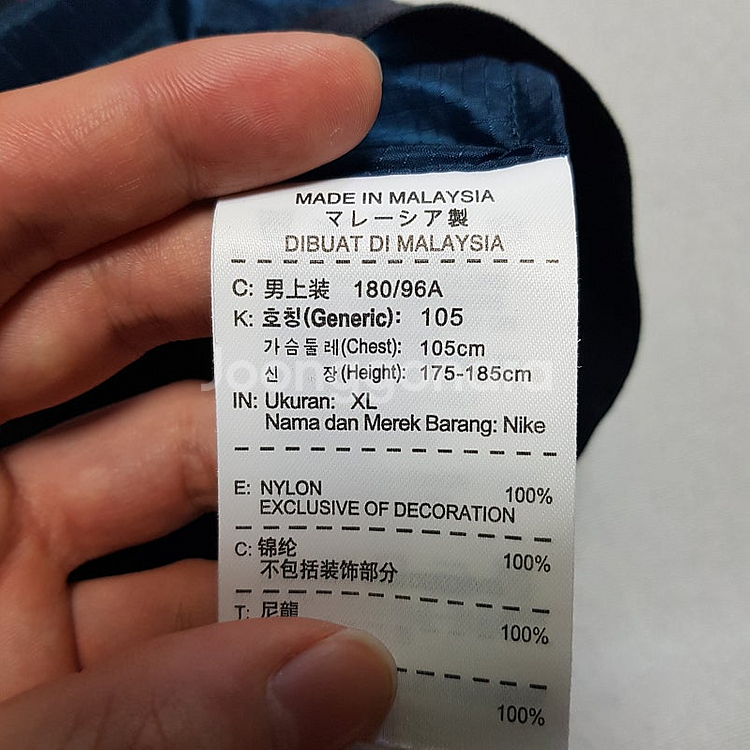 MADE IN MALAYSIA
マレーシア製
DIBUAT DI MALAYSIA
C: 男上装 180/96A
K: 호칭(Generic): 105
가슴둘레(Chest): 105cm
신 장(Height): 175-185cm
IN: Ukuran: XL
Nama dan Merek Barang: Nike
E: NYLON 100%
EXCLUSIVE OF DECORATION
C: 锦纶 100%
不包括装饰部分
T: 尼龍 100%
100%